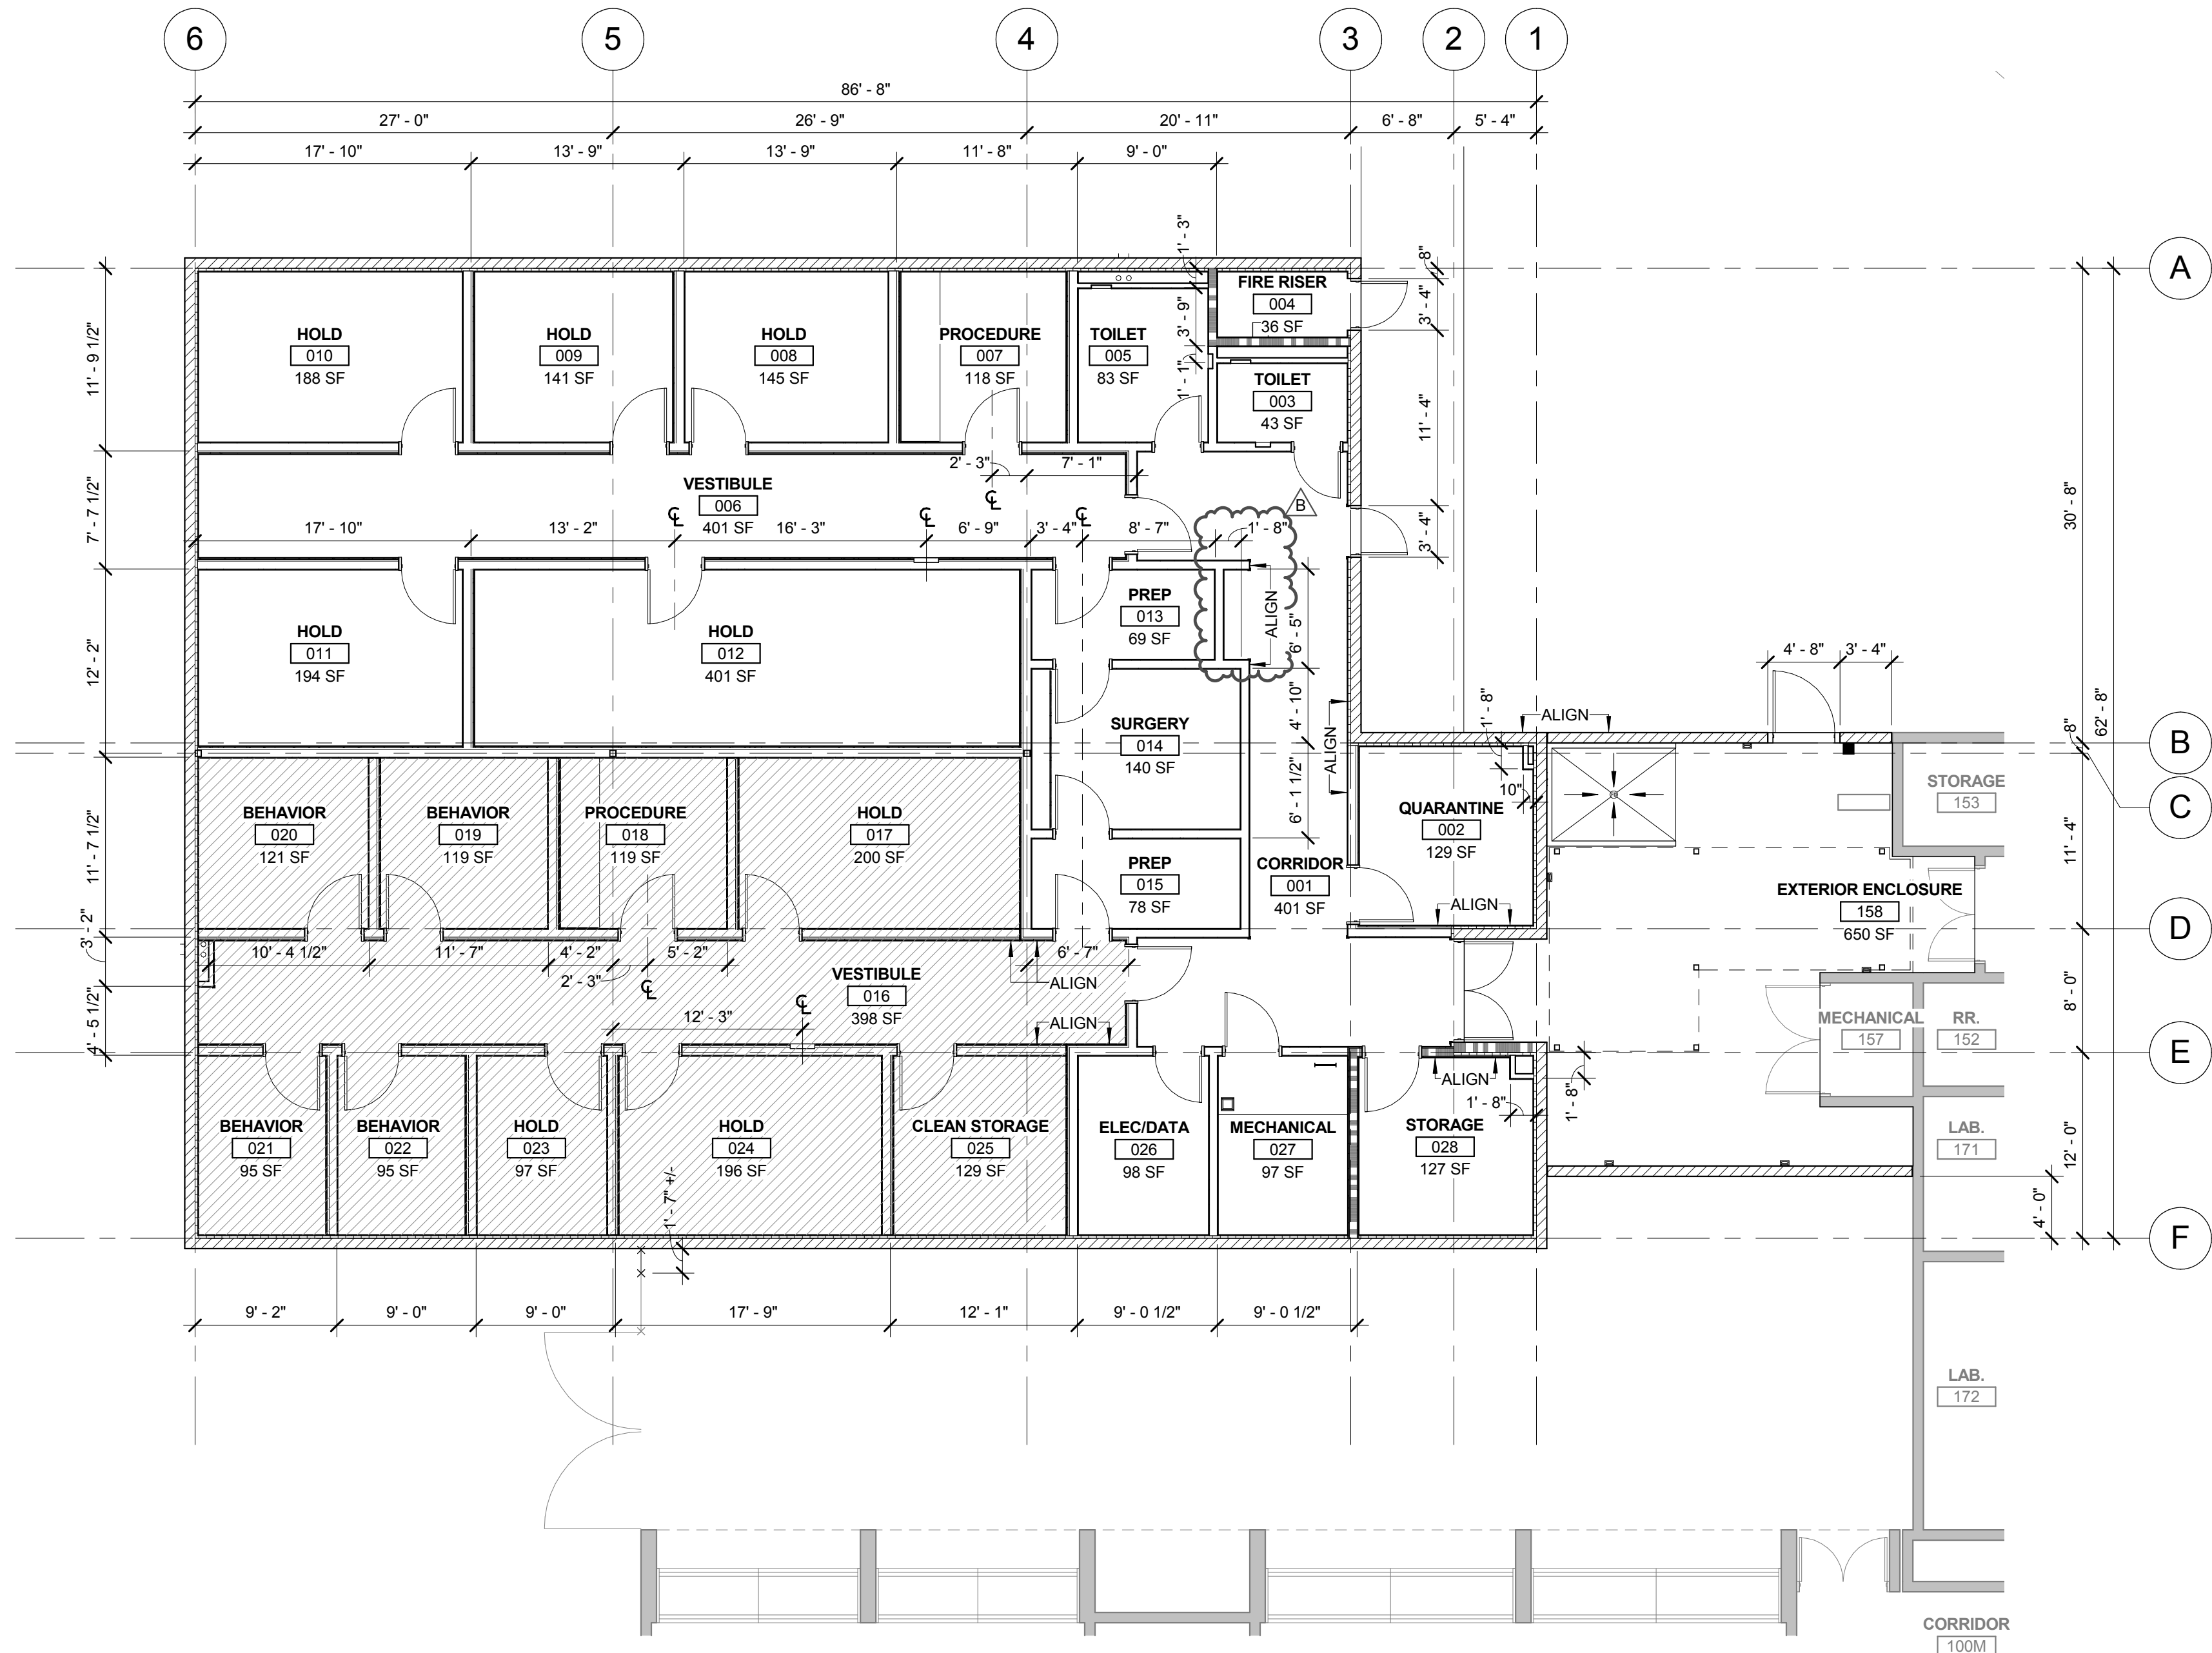 6
5
4
3
2
1
86' - 8"
27' - 0"
26' - 9"
20' - 11"
6' - 8"
5' - 4"
17' - 10"
13' - 9"
13' - 9"
11' - 8"
9' - 0"
A
B
C
D
E
F
1' - 3"
3' - 9"
1' - 1"
8"
3' - 4"
11' - 4"
3' - 4"
11' - 9 1/2"
7' - 7 1/2"
12' - 2"
11' - 7 1/2"
3' - 2"
4' - 5 1/2"
HOLD
010
188 SF
HOLD
009
141 SF
HOLD
008
145 SF
PROCEDURE
007
118 SF
TOILET
005
83 SF
FIRE RISER
004
36 SF
TOILET
003
43 SF
2' - 3"
7' - 1"
VESTIBULE
006
401 SF
B
17' - 10"
13' - 2"
16' - 3"
6' - 9"
3' - 4"
8' - 7"
1' - 8"
HOLD
011
194 SF
HOLD
012
401 SF
PREP
013
69 SF
ALIGN
6' - 5"
4' - 10"
6' - 1 1/2"
SURGERY
014
140 SF
ALIGN
ALIGN
1' - 8"
10"
4' - 8"
3' - 4"
30' - 8"
8"
62' - 8"
11' - 4"
8' - 0"
12' - 0"
4' - 0"
BEHAVIOR
020
121 SF
BEHAVIOR
019
119 SF
PROCEDURE
018
119 SF
HOLD
017
200 SF
PREP
015
78 SF
CORRIDOR
001
401 SF
QUARANTINE
002
129 SF
ALIGN
STORAGE
153
EXTERIOR ENCLOSURE
158
650 SF
10' - 4 1/2"
11' - 7"
4' - 2"
2' - 3"
5' - 2"
6' - 7"
ALIGN
VESTIBULE
016
398 SF
12' - 3"
ALIGN
MECHANICAL
157
RR.
152
ALIGN
1' - 8"
1' - 8"
BEHAVIOR
021
95 SF
BEHAVIOR
022
95 SF
HOLD
023
97 SF
HOLD
024
196 SF
CLEAN STORAGE
025
129 SF
ELEC/DATA
026
98 SF
MECHANICAL
027
97 SF
STORAGE
028
127 SF
LAB.
171
1' - 7" +/-
9' - 2"
9' - 0"
9' - 0"
17' - 9"
12' - 1"
9' - 0 1/2"
9' - 0 1/2"
LAB.
172
CORRIDOR
100M